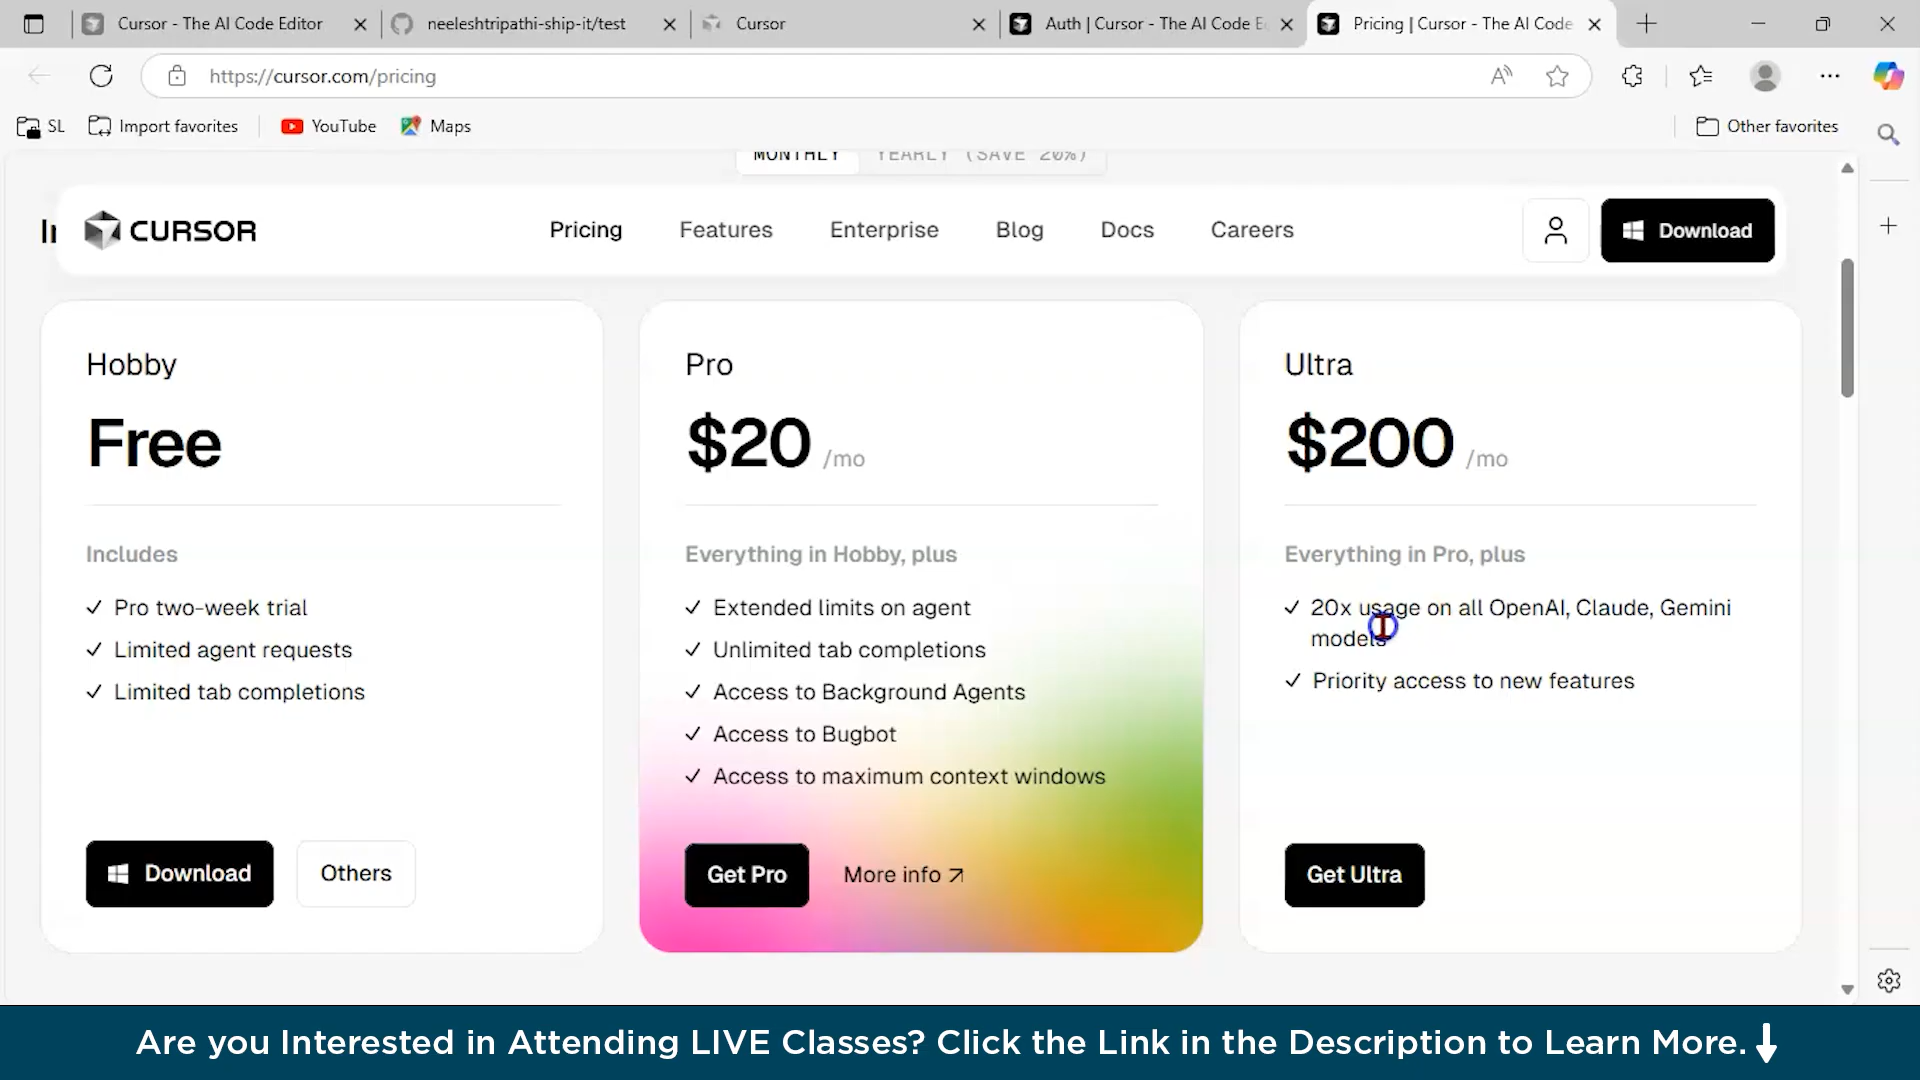 Cursor - The AI Code Editor
neeleshtripathi-ship-it/test
Cursor
Auth | Cursor - The AI Code E
Pricing | Cursor - The AI Code
https://cursor.com/pricing
SL
Import favorites
YouTube
Maps
Other favorites
MONTHLY
YEARLY (SAVE 20%)
CURSOR
Pricing
Features
Enterprise
Blog
Docs
Careers
Download
Hobby
Free
Includes
✓ Pro two-week trial
✓ Limited agent requests
✓ Limited tab completions
Download
Others
Pro
$20 /mo
Everything in Hobby, plus
✓ Extended limits on agent
✓ Unlimited tab completions
✓ Access to Background Agents
✓ Access to Bugbot
✓ Access to maximum context windows
Get Pro
More info ↗
Ultra
$200 /mo
Everything in Pro, plus
✓ 20x usage on all OpenAI, Claude, Gemini
models
✓ Priority access to new features
Get Ultra
Are you Interested in Attending LIVE Classes? Click the Link in the Description to Learn More.